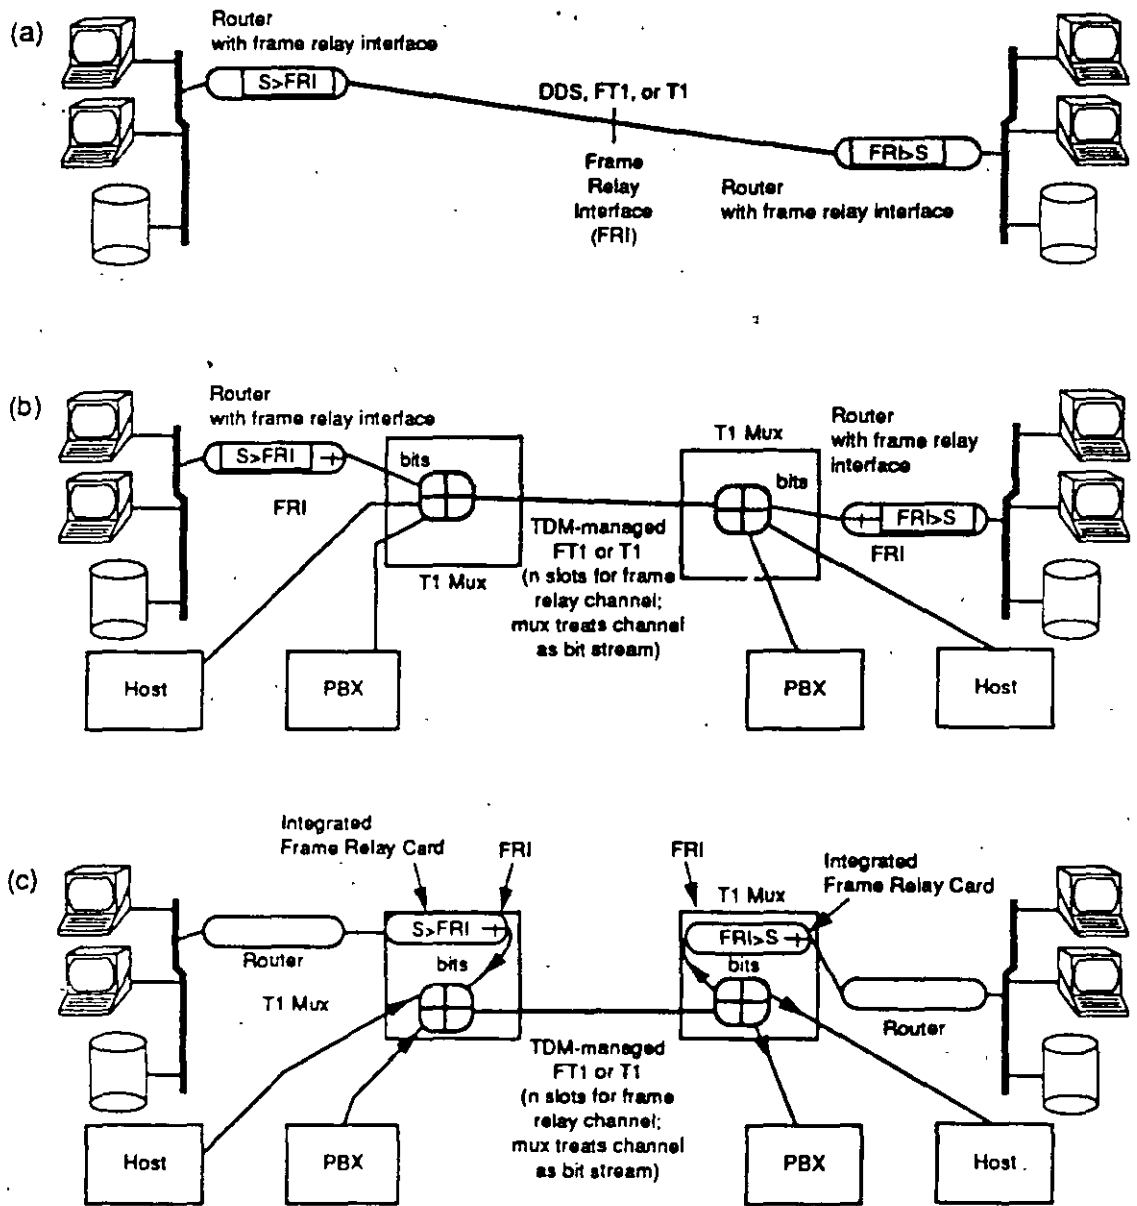 (a)
Router
with frame relay interface
S>FRI
DDS, FT1, or T1
Frame
Relay
Interface
(FRI)
FRI>S
Router
with frame relay interface
(b)
Router
with frame relay interface
S>FRI
FRI
bits
T1 Mux
TDM-managed
FT1 or T1
(n slots for frame
relay channel;
mux treats channel
as bit stream)
T1 Mux
bits
Router
with frame relay
interface
FRI>S
FRI
Host
PBX
PBX
Host
(c)
Integrated
Frame Relay Card
FRI
S>FRI
bits
Router
T1 Mux
TDM-managed
FT1 or T1
(n slots for frame
relay channel;
mux treats channel
as bit stream)
FRI
T1 Mux
Integrated
Frame Relay Card
FRI>S
bits
Router
Host
PBX
PBX
Host